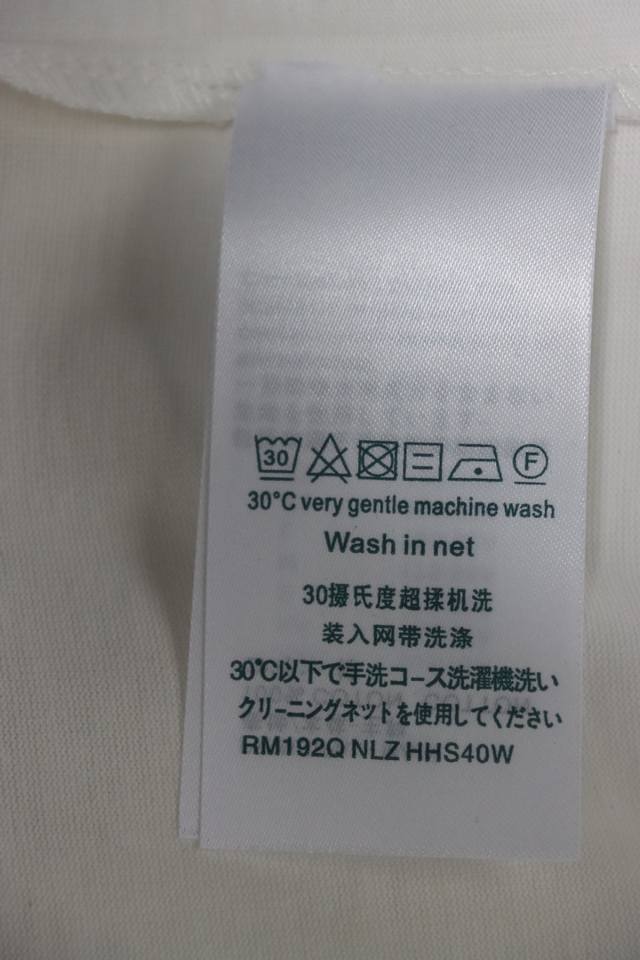 30 F
30°C very gentle machine wash
Wash in net
30摄氏度超揉机洗
装入网带洗涤
30℃以下で手洗コース洗濯機洗い
クリーニングネットを使用してください
RM192Q NLZ HHS40W